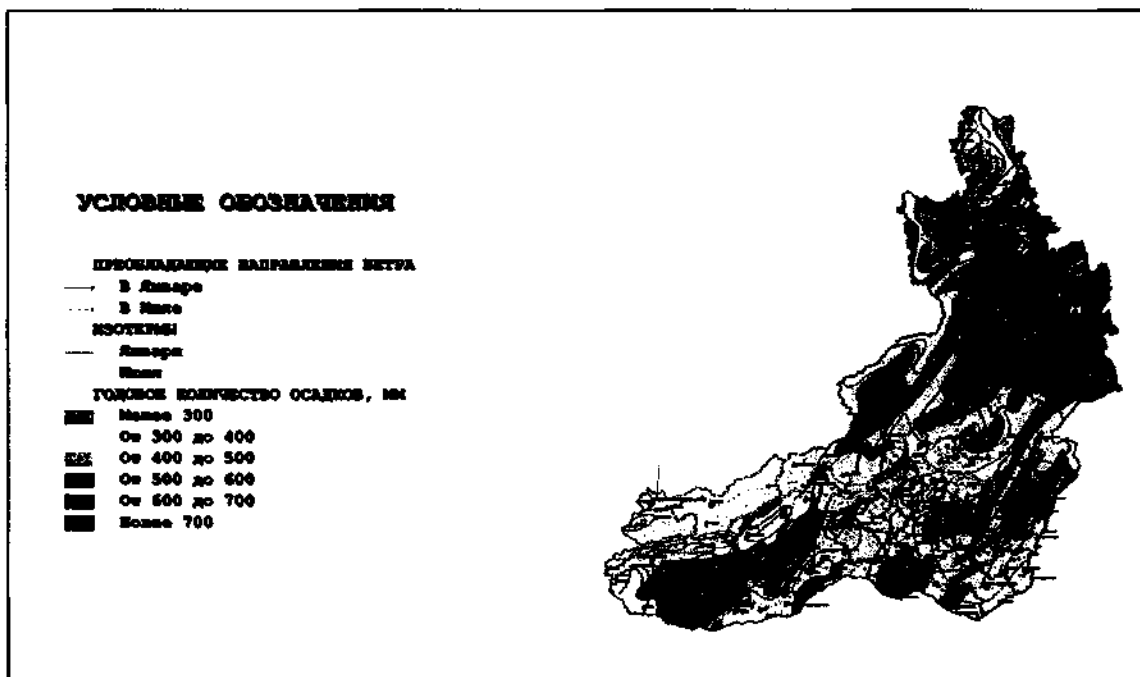 УСЛОВНЫЕ ОБОЗНАЧЕНИЯ
ПРЕОБЛАДАЮЩИЕ НАПРАВЛЕНИЯ ВЕТРА
В Январе
В Июле
ИЗОТЕРМЫ
Января
Июля
ГОДОВОЕ КОЛИЧЕСТВО ОСАДКОВ, мм
Менее 300
От 300 до 400
От 400 до 500
От 500 до 600
От 600 до 700
Более 700